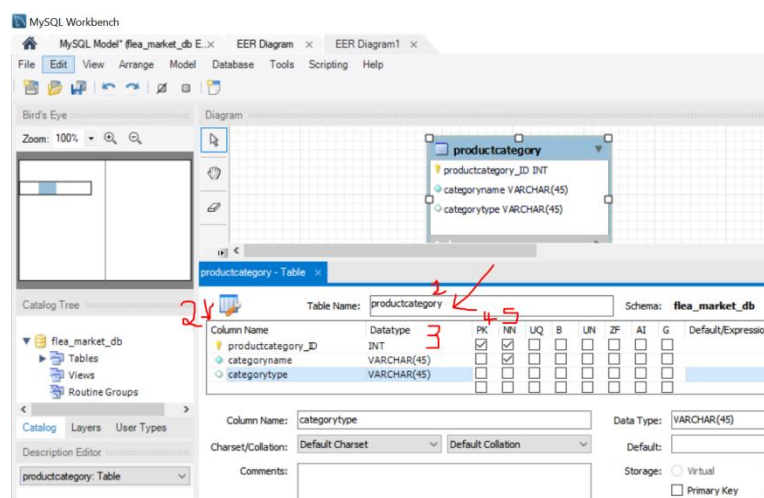 MySQL Workbench
MySQL Model* (flea_market_db E..× EER Diagram × EER Diagram1 ×
File Edit View Arrange Model Database Tools Scripting Help
Bird's Eye
Diagram
Zoom: 100%
productcategory
productcategory_ID INT
categoryname VARCHAR(45)
categorytype VARCHAR(45)
productcategory - Table ×
1
2
Table Name: productcategory
Schema: flea_market_db
Catalog Tree
3
4 5
Column Name Datatype PK NN UQ B UN ZF AI G Default/Expressio
productcategory_ID INT
categoryname VARCHAR(45)
categorytype VARCHAR(45)
flea_market_db
Tables
Views
Routine Groups
Catalog Layers User Types
Column Name: categorytype
Data Type: VARCHAR(45)
Charset/Collation: Default Charset Default Collation
Default:
Description Editor
Comments:
Storage: Virtual
productcategory: Table
Primary Key